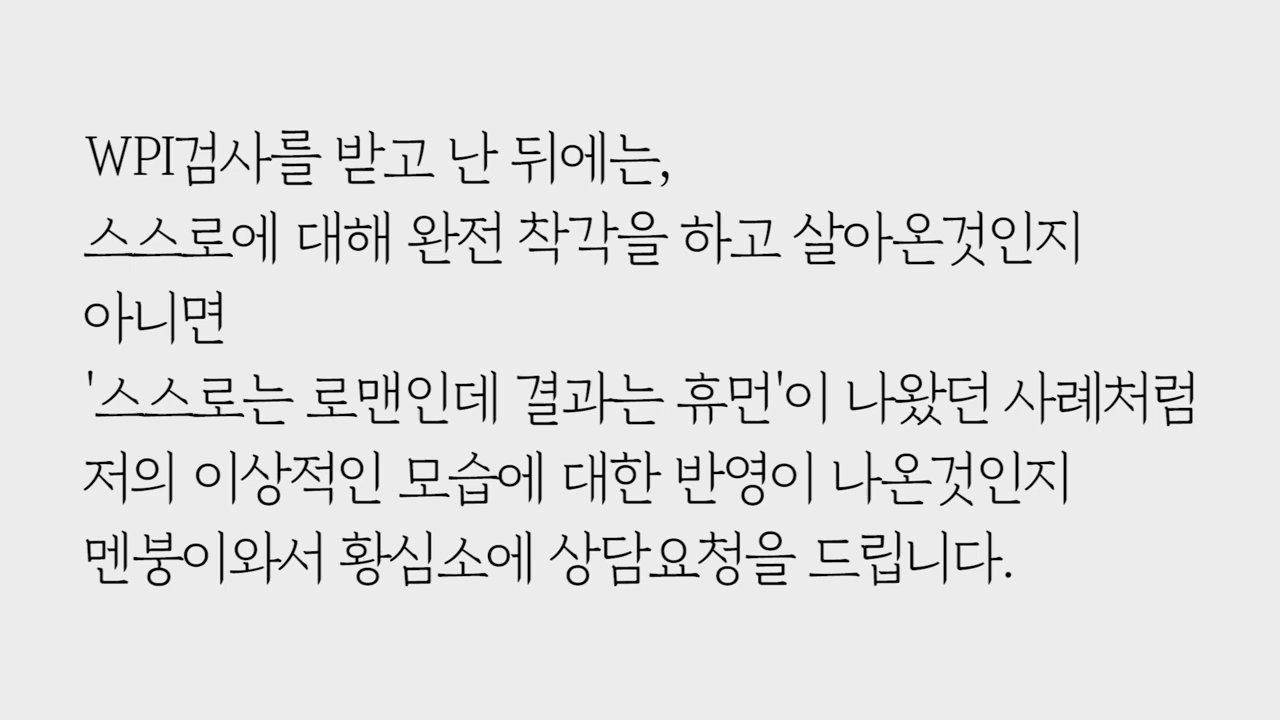 WPI검사를 받고 난 뒤에는,
스스로에 대해 완전 착각을 하고 살아온것인지
아니면
'스스로는 로맨인데 결과는 휴먼'이 나왔던 사례처럼
저의 이상적인 모습에 대한 반영이 나온것인지
멘붕이와서 황심소에 상담요청을 드립니다.